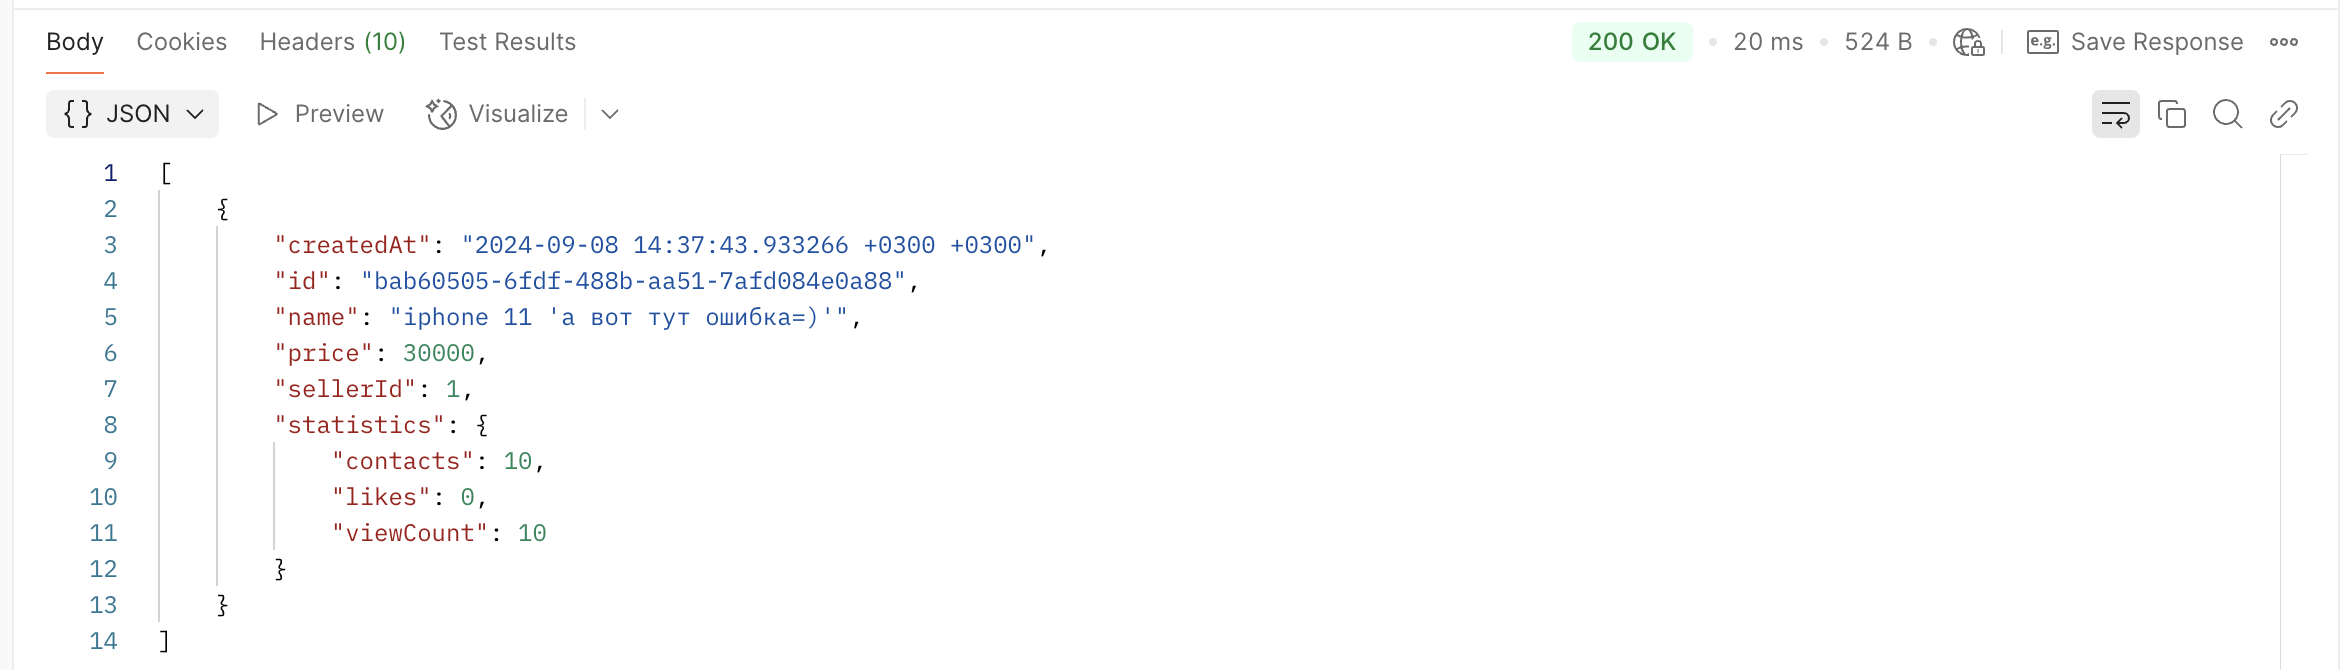 Body Cookies Headers (10) Test Results 200 OK • 20 ms • 524 B • e.g. Save Response
{} JSON Preview Visualize
1 [
2 {
3 "createdAt": "2024-09-08 14:37:43.933266 +0300 +0300",
4 "id": "bab60505-6fdf-488b-aa51-7afd084e0a88",
5 "name": "iphone 11 'а вот тут ошибка=)'",
6 "price": 30000,
7 "sellerId": 1,
8 "statistics": {
9 "contacts": 10,
10 "likes": 0,
11 "viewCount": 10
12 }
13 }
14 ]